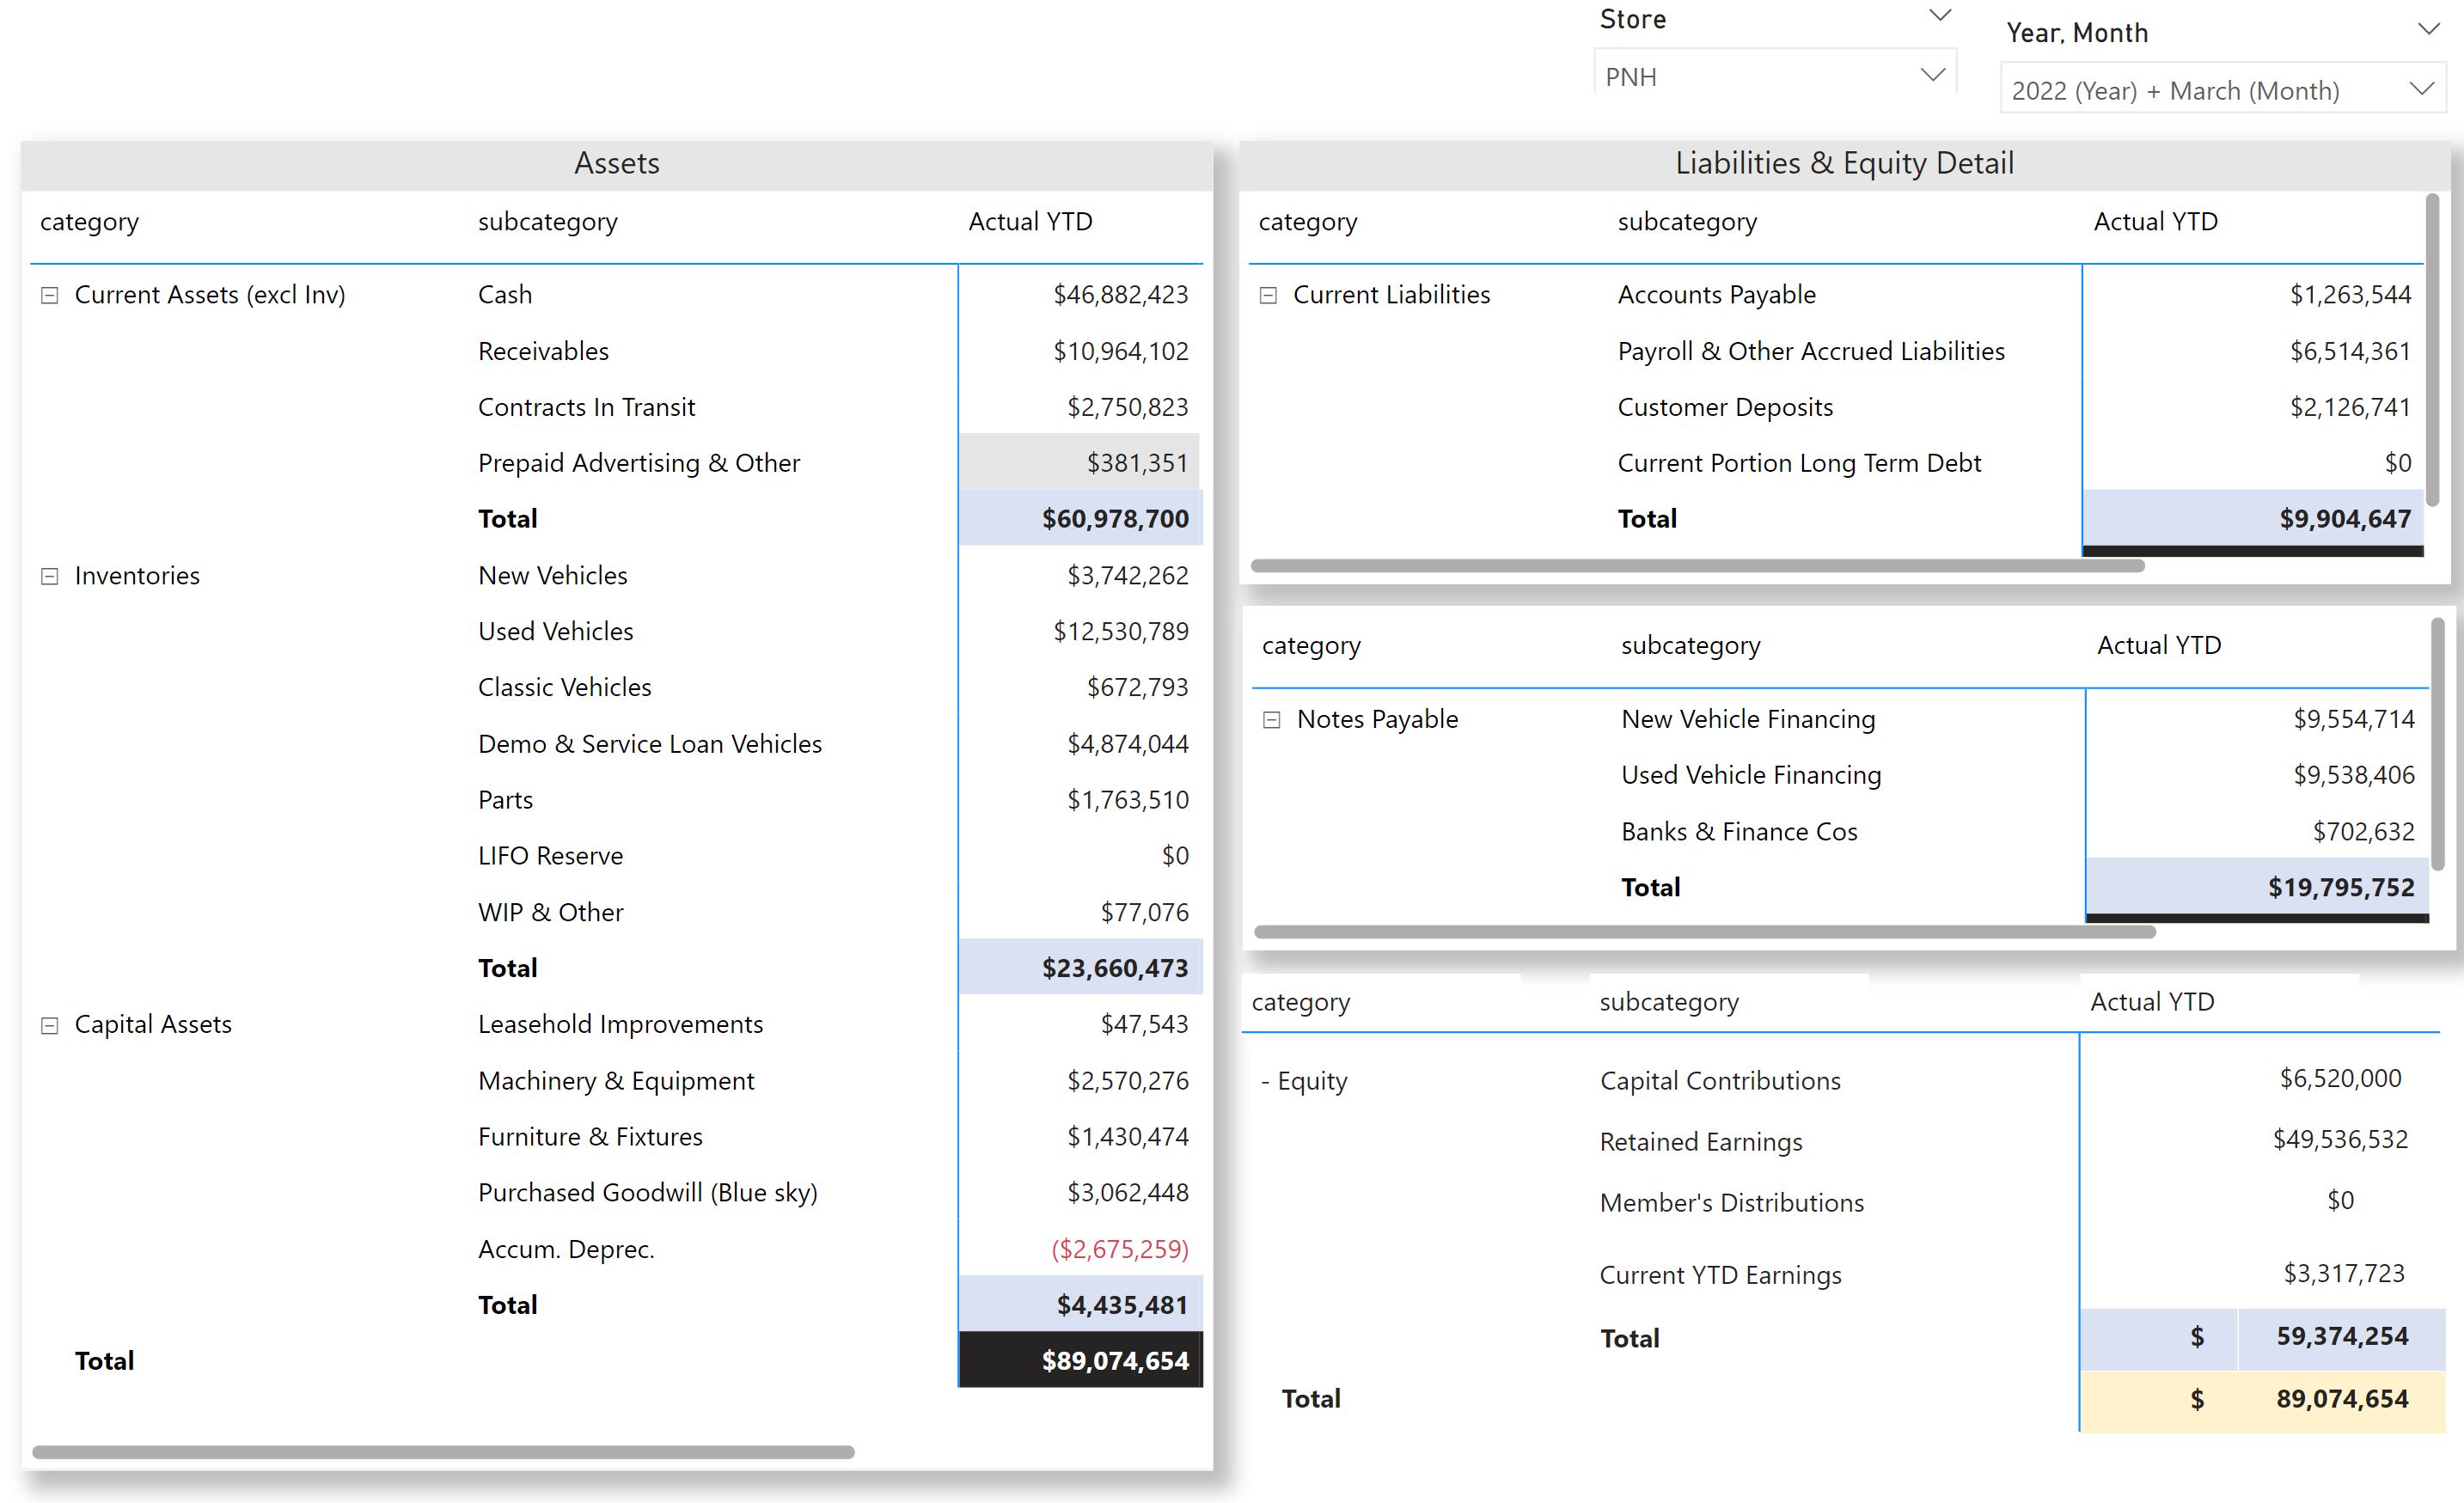 Store
Year, Month
PNH
2022 (Year) + March (Month)
Assets
category subcategory Actual YTD
Current Assets (excl Inv) Cash $46,882,423
Receivables $10,964,102
Contracts In Transit $2,750,823
Prepaid Advertising & Other $381,351
Total $60,978,700
Inventories New Vehicles $3,742,262
Used Vehicles $12,530,789
Classic Vehicles $672,793
Demo & Service Loan Vehicles $4,874,044
Parts $1,763,510
LIFO Reserve $0
WIP & Other $77,076
Total $23,660,473
Capital Assets Leasehold Improvements $47,543
Machinery & Equipment $2,570,276
Furniture & Fixtures $1,430,474
Purchased Goodwill (Blue sky) $3,062,448
Accum. Deprec. ($2,675,259)
Total $4,435,481
Total $89,074,654
Liabilities & Equity Detail
category subcategory Actual YTD
Current Liabilities Accounts Payable $1,263,544
Payroll & Other Accrued Liabilities $6,514,361
Customer Deposits $2,126,741
Current Portion Long Term Debt $0
Total $9,904,647
category subcategory Actual YTD
Notes Payable New Vehicle Financing $9,554,714
Used Vehicle Financing $9,538,406
Banks & Finance Cos $702,632
Total $19,795,752
category subcategory Actual YTD
- Equity Capital Contributions $6,520,000
Retained Earnings $49,536,532
Member's Distributions $0
Current YTD Earnings $3,317,723
Total $ 59,374,254
Total $ 89,074,654